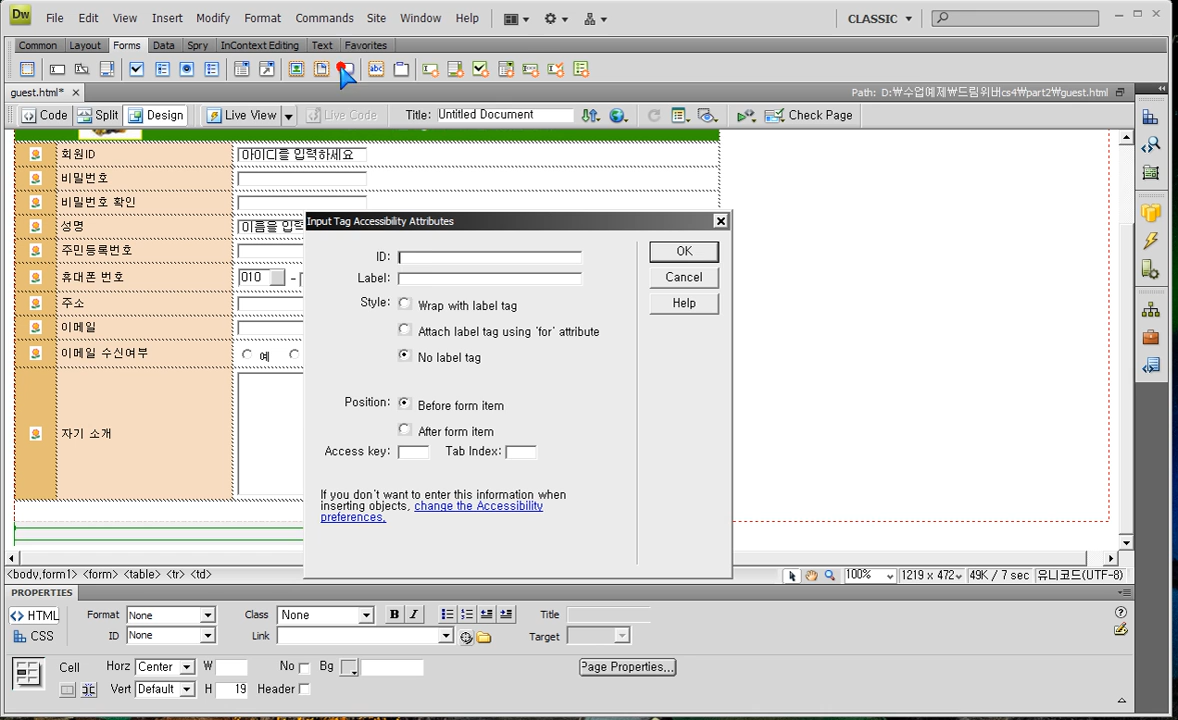 Dw File Edit View Insert Modify Format Commands Site Window Help CLASSIC
Common Layout Forms Data Spry InContext Editing Text Favorites
abc
guest.html* Path: D:₩수업예제₩드림위버cs4₩part2₩guest.html
Code Split Design Live View Live Code Title: Untitled Document Check Page
회원ID 아이디를 입력하세요
비밀번호
비밀번호 확인
성명 이름을 입력
주민등록번호
휴대폰 번호 010 -
주소
이메일
이메일 수신여부 예
자기 소개
Input Tag Accessibility Attributes
ID: OK
Label: Cancel
Style: Wrap with label tag Help
Attach label tag using 'for' attribute
No label tag
Position: Before form item
After form item
Access key: Tab Index:
If you don't want to enter this information when
inserting objects, change the Accessibility
preferences.
<body,form1> <form> <table> <tr> <td> 100% 1219 x 472 49K / 7 sec 유니코드(UTF-8)
PROPERTIES
HTML Format None Class None B I Title
CSS ID None Link Target
Cell Horz Center W No Bg Page Properties...
Vert Default H 19 Header